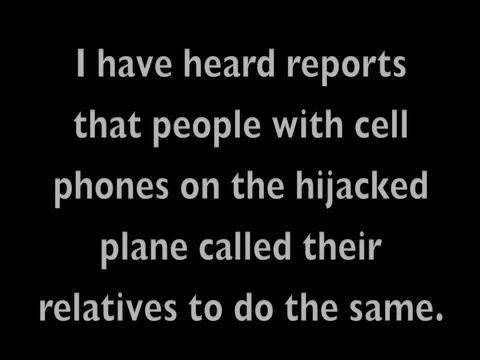 I have heard reports
that people with cell
phones on the hijacked
plane called their
relatives to do the same.